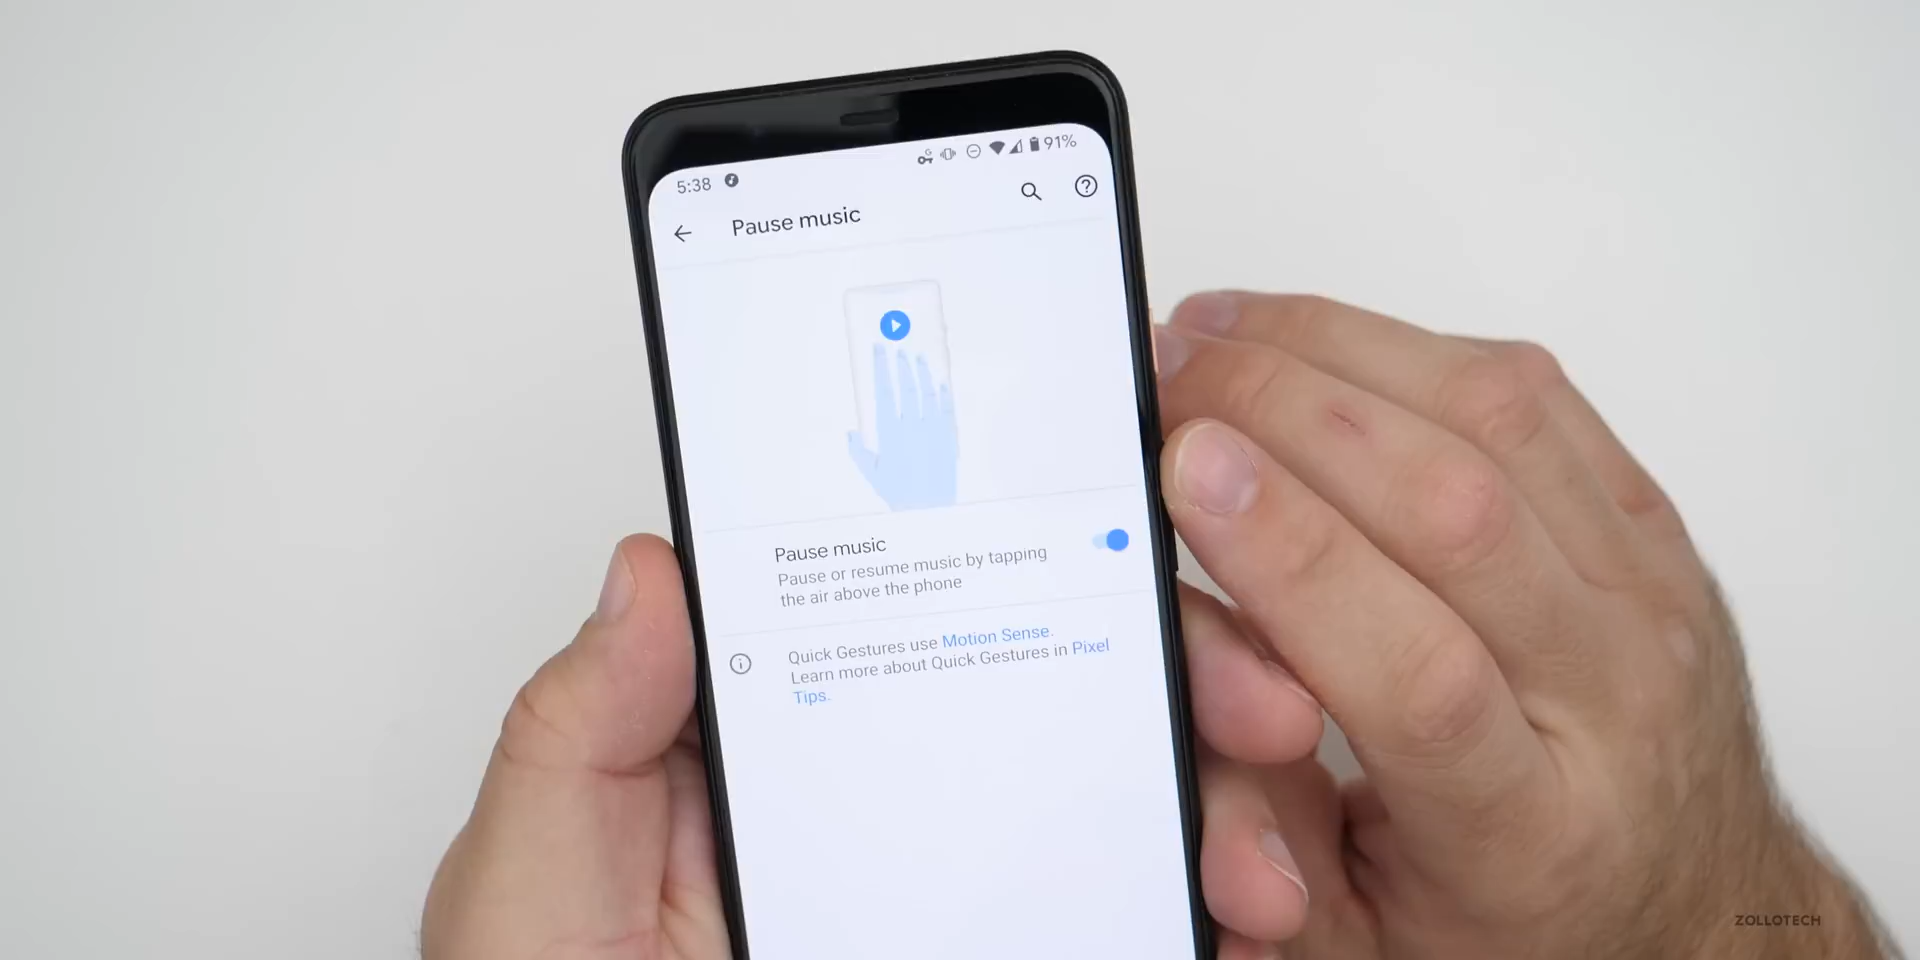 5:38
91%
Pause music
Pause music
Pause or resume music by tapping
the air above the phone
Quick Gestures use Motion Sense.
Learn more about Quick Gestures in Pixel
Tips.
ZOLLOTECH